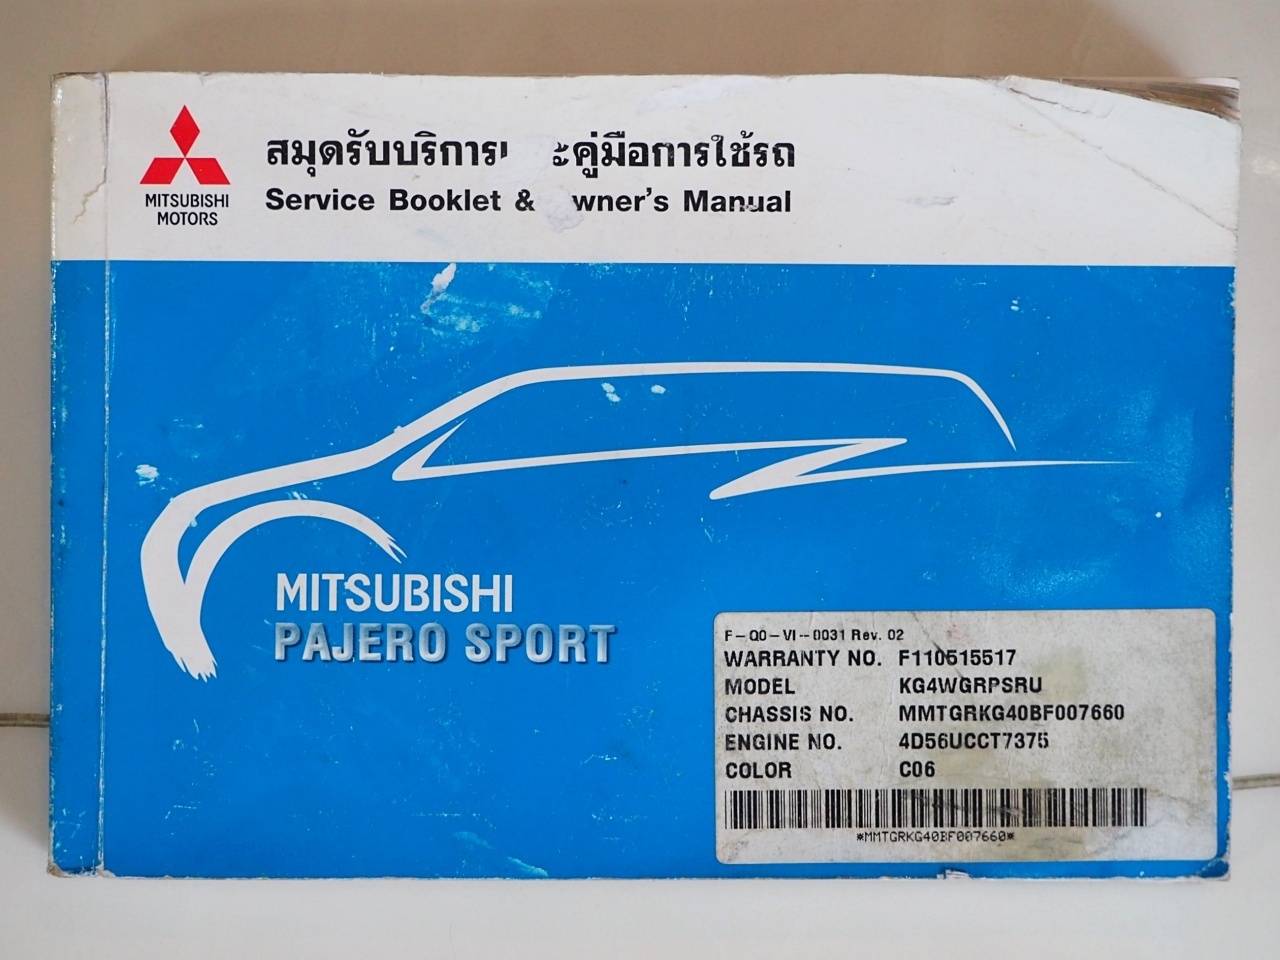 MITSUBISHI
MOTORS
สมุดรับบริการ ะคู่มือการใช้รถ
Service Booklet & wner's Manual
MITSUBISHI
PAJERO SPORT
F-QO-VI--0031 Rev. 02
WARRANTY NO. F110515517
MODEL KG4WGRPSRU
CHASSIS NO. MMTGRKG40BF007660
ENGINE NO. 4D56UCCT7375
COLOR C06
*MMTGRKG40BF007660*